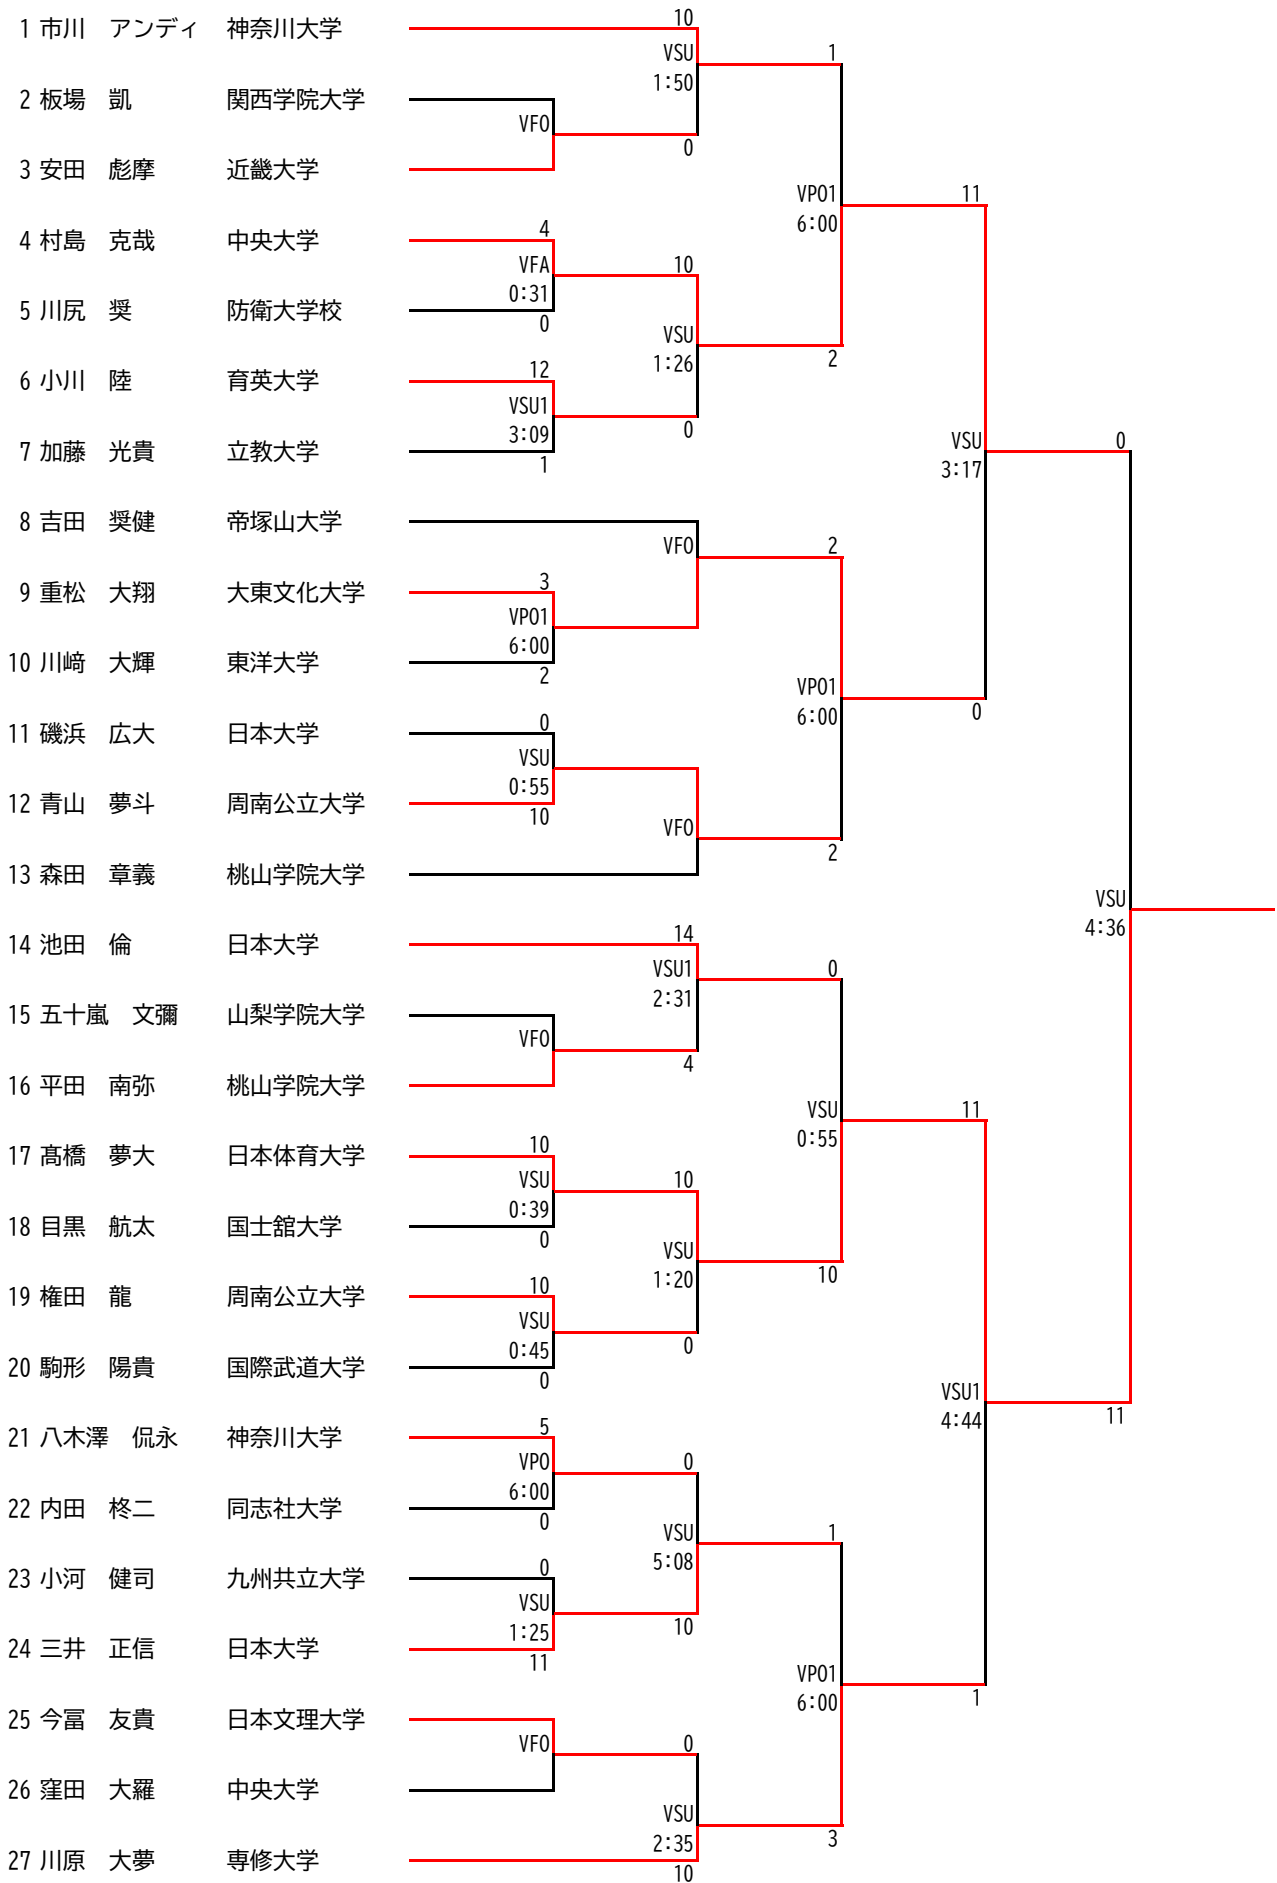 10
1 市川 アンディ 神奈川大学
VSU
1
1:50
2 板場 凱 関西学院大学
VFO
0
3 安田 彪摩 近畿大学
VPO1
11
6:00
4
4 村島 克哉 中央大学
VFA
10
0:31
5 川尻 奨 防衛大学校
0
VSU
2
1:26
12
6 小川 陸 育英大学
VSU1
3:09
0
VSU
0
7 加藤 光貴 立教大学
1
3:17
8 吉田 奨健 帝塚山大学
VFO
2
3
9 重松 大翔 大東文化大学
VPO1
6:00
10 川﨑 大輝 東洋大学
2
VPO1
6:00
0
0
11 磯浜 広大 日本大学
VSU
0:55
12 青山 夢斗 周南公立大学
10
VFO
2
13 森田 章義 桃山学院大学
VSU
4:36
14
14 池田 倫 日本大学
VSU1
0
2:31
15 五十嵐 文彌 山梨学院大学
VFO
4
16 平田 南弥 桃山学院大学
VSU
11
0:55
10
17 髙橋 夢大 日本体育大学
VSU
10
0:39
18 目黒 航太 国士舘大学
0
VSU
1:20
10
10
19 権田 龍 周南公立大学
VSU
0:45
0
20 駒形 陽貴 国際武道大学
0
VSU1
4:44
11
5
21 八木澤 侃永 神奈川大学
VPO
0
6:00
22 内田 柊二 同志社大学
0
VSU
1
5:08
0
23 小河 健司 九州共立大学
VSU
1:25
10
24 三井 正信 日本大学
11
VPO1
6:00
1
25 今冨 友貴 日本文理大学
VFO
0
26 窪田 大羅 中央大学
VSU
2:35
3
27 川原 大夢 専修大学
10